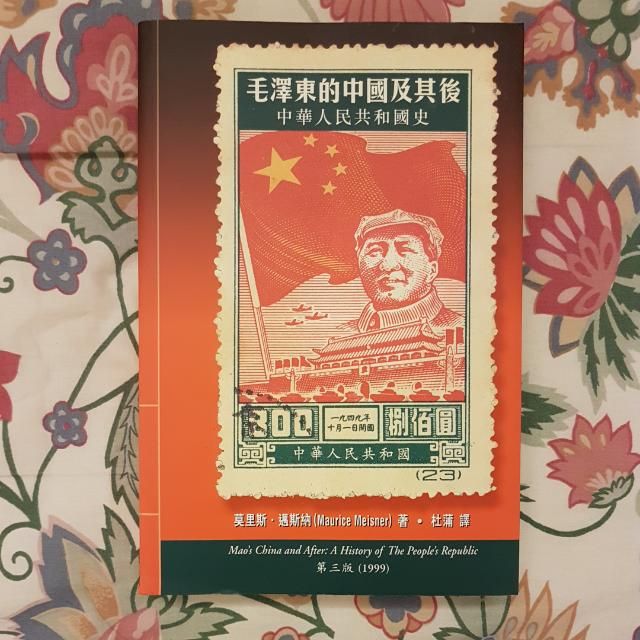 毛澤東的中國及其後
中華人民共和國史
800
一九四九年
十月一日開國
捌佰圓
中華人民共和國
(23)
莫里斯·邁斯納(Maurice Meisner) 著 • 杜蒲 譯
Mao's China and After: A History of The People's Republic
第三版 (1999)